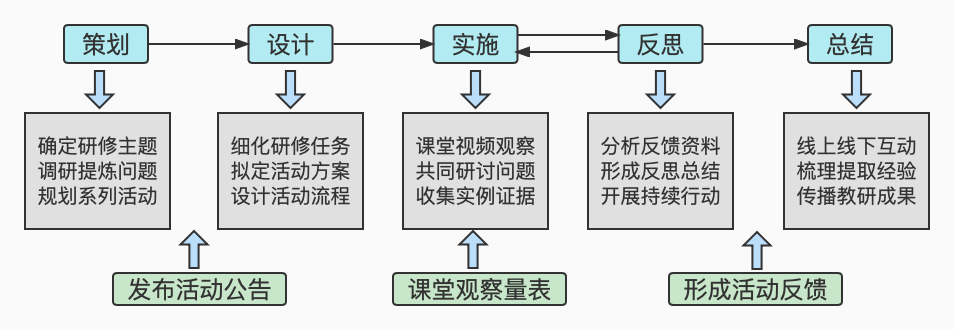 策划
设计
实施
反思
总结
确定研修主题
调研提炼问题
规划系列活动
细化研修任务
拟定活动方案
设计活动流程
课堂视频观察
共同研讨问题
收集实例证据
分析反馈资料
形成反思总结
开展持续行动
线上线下互动
梳理提取经验
传播教研成果
发布活动公告
课堂观察量表
形成活动反馈